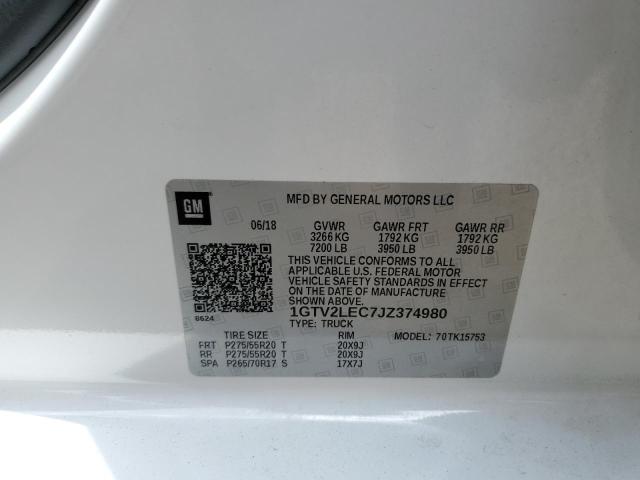 GM
MFD BY GENERAL MOTORS LLC
06/18 GVWR GAWR FRT GAWR RR
3266 KG 1792 KG 1792 KG
7200 LB 3950 LB 3950 LB
THIS VEHICLE CONFORMS TO ALL
APPLICABLE U.S. FEDERAL MOTOR
VEHICLE SAFETY STANDARDS IN EFFECT
ON THE DATE OF MANUFACTURE
SHOWN ABOVE.
1GTV2LEC7JZ374980
8624
TYPE: TRUCK
TIRE SIZE RIM MODEL: 70TK15753
FRT P275/55R20 T 20X9J
RR P275/55R20 T 20X9J
SPA P265/70R17 S 17X7J